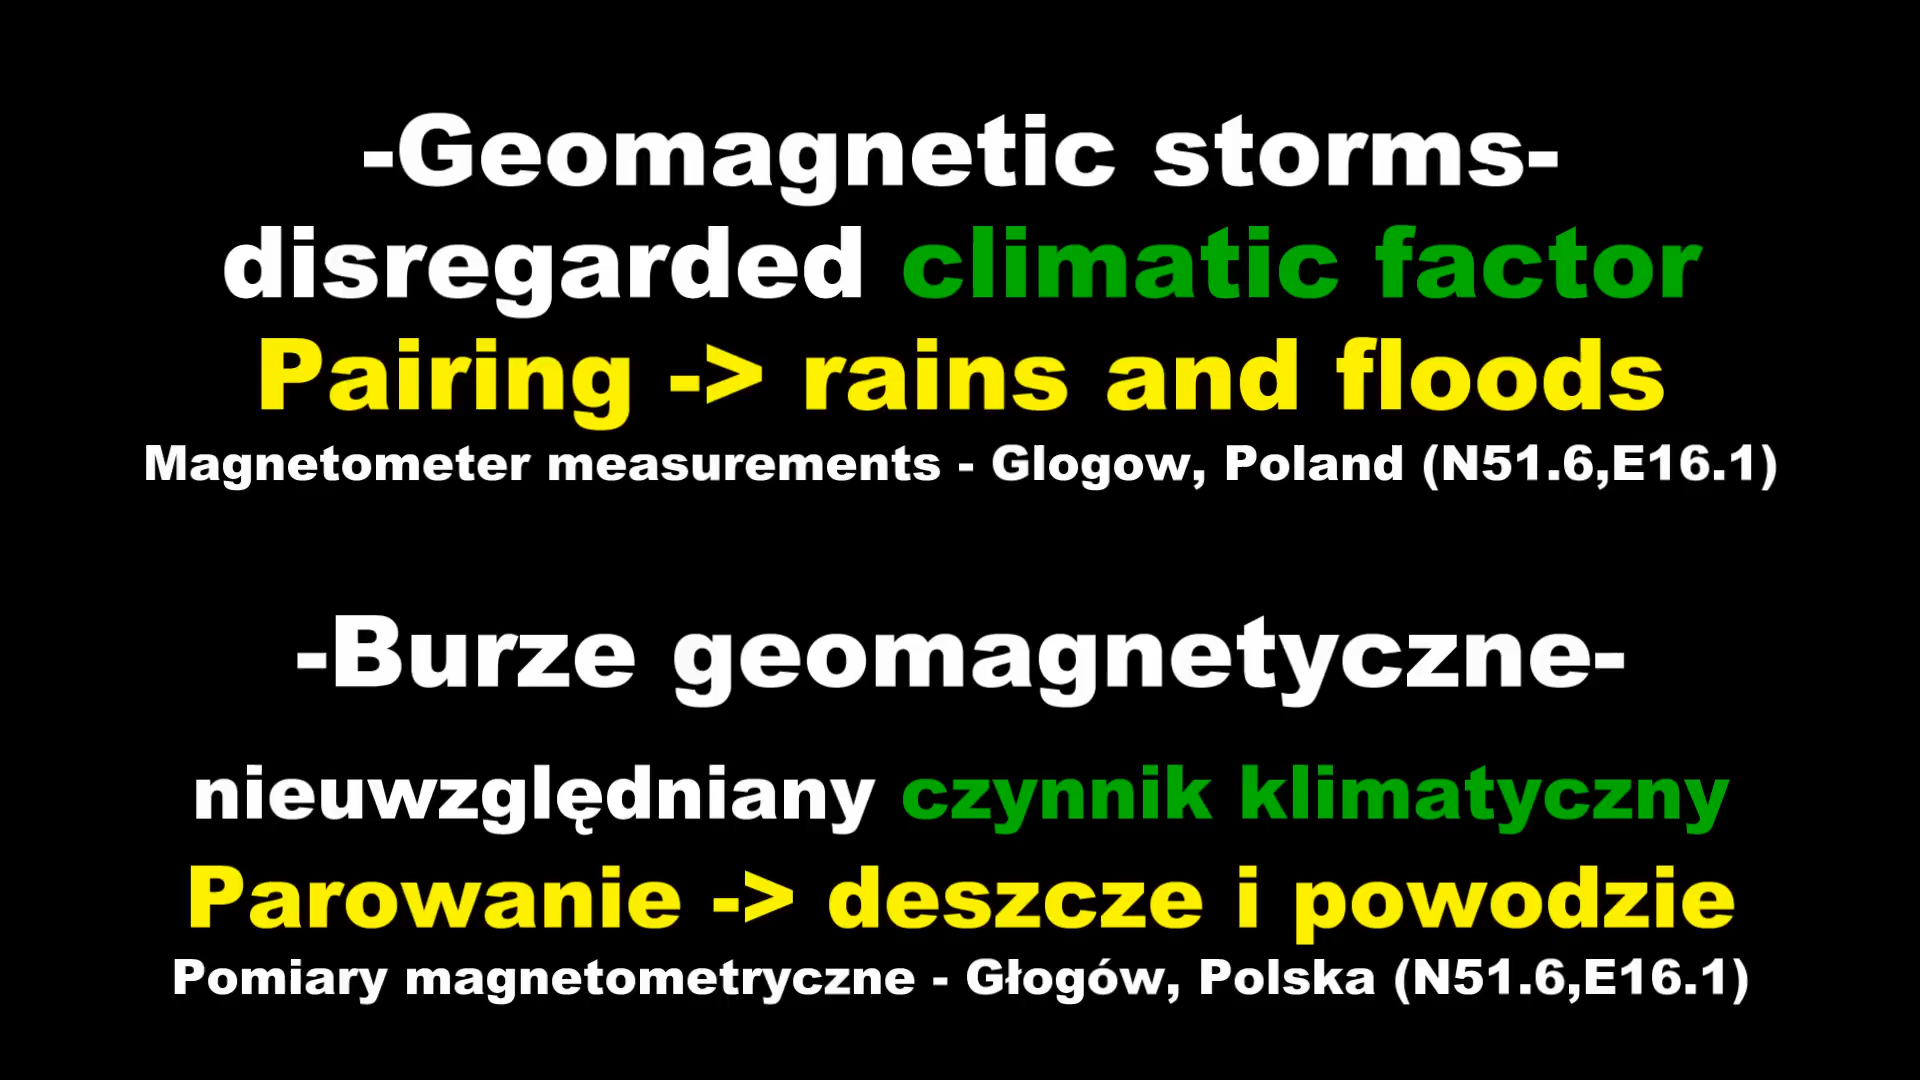 -Geomagnetic storms-
disregarded climatic factor
Pairing -> rains and floods
Magnetometer measurements - Glogow, Poland (N51.6,E16.1)
-Burze geomagnetyczne-
nieuwzględniany czynnik klimatyczny
Parowanie -> deszcze i powodzie
Pomiary magnetometryczne - Głogów, Polska (N51.6,E16.1)